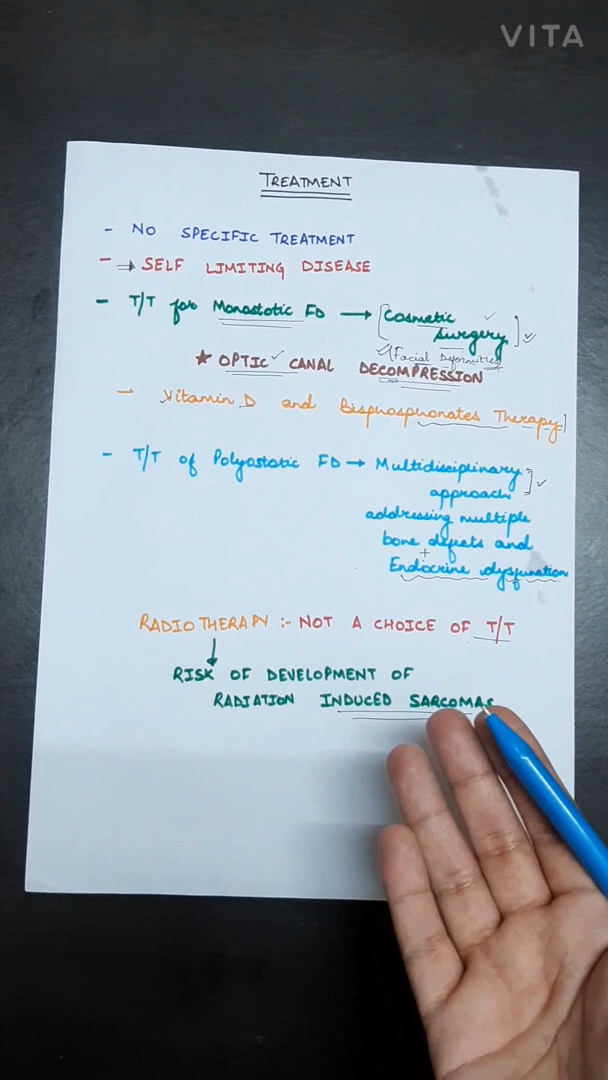 VITA
TREATMENT
- NO SPECIFIC TREATMENT
- → SELF LIMITING DISEASE
- T/T for Monostotic FD → [Cosmetic
Surgery]
(Facial Deformities)
★ OPTIC CANAL DECOMPRESSION
- Vitamin D and Bisphosphonates Therapy]
- T/T of Polyostotic FD → Multidisciplinary
approach
addressing multiple
bone defects and
+
Endocrine dysfunction
RADIOTHERAPY :- NOT A CHOICE OF T/T
↓
RISK OF DEVELOPMENT OF
RADIATION INDUCED SARCOMAS